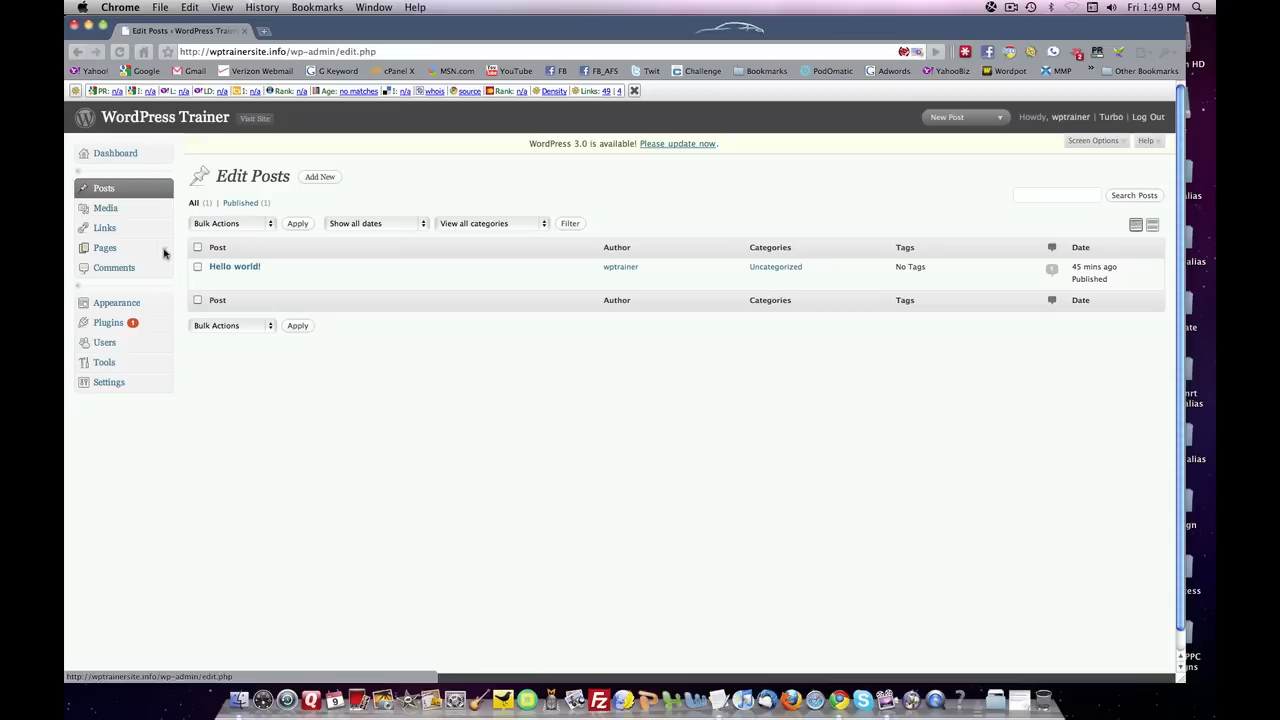 Chrome File Edit View History Bookmarks Window Help Fri 1:49 PM
Edit Posts ‹ WordPress Train
http://wptrainersite.info/wp-admin/edit.php
Yahoo! Google Gmail Verizon Webmail G Keyword cPanel X MSN.com YouTube FB FB_AFS Twit Challenge Bookmarks PodOmatic Adwords YahooBiz Wordpot MMP » Other Bookmarks
PR: n/a I: n/a L: n/a LD: n/a I: n/a Rank: n/a Age: no matches I: n/a whois source Rank: n/a Density Links: 49 | 4
WordPress Trainer Visit Site New Post Howdy, wptrainer | Turbo | Log Out
WordPress 3.0 is available! Please update now.
Screen Options Help
Dashboard
Posts
Media
Links
Pages
Comments
Appearance
Plugins 1
Users
Tools
Settings
Edit Posts Add New
All (1) | Published (1)
Search Posts
Bulk Actions Apply Show all dates View all categories Filter
Post Author Categories Tags Date
Hello world! wptrainer Uncategorized No Tags 1 45 mins ago
Published
Post Author Categories Tags Date
Bulk Actions Apply
http://wptrainersite.info/wp-admin/edit.php
HD
alias
alias
alias